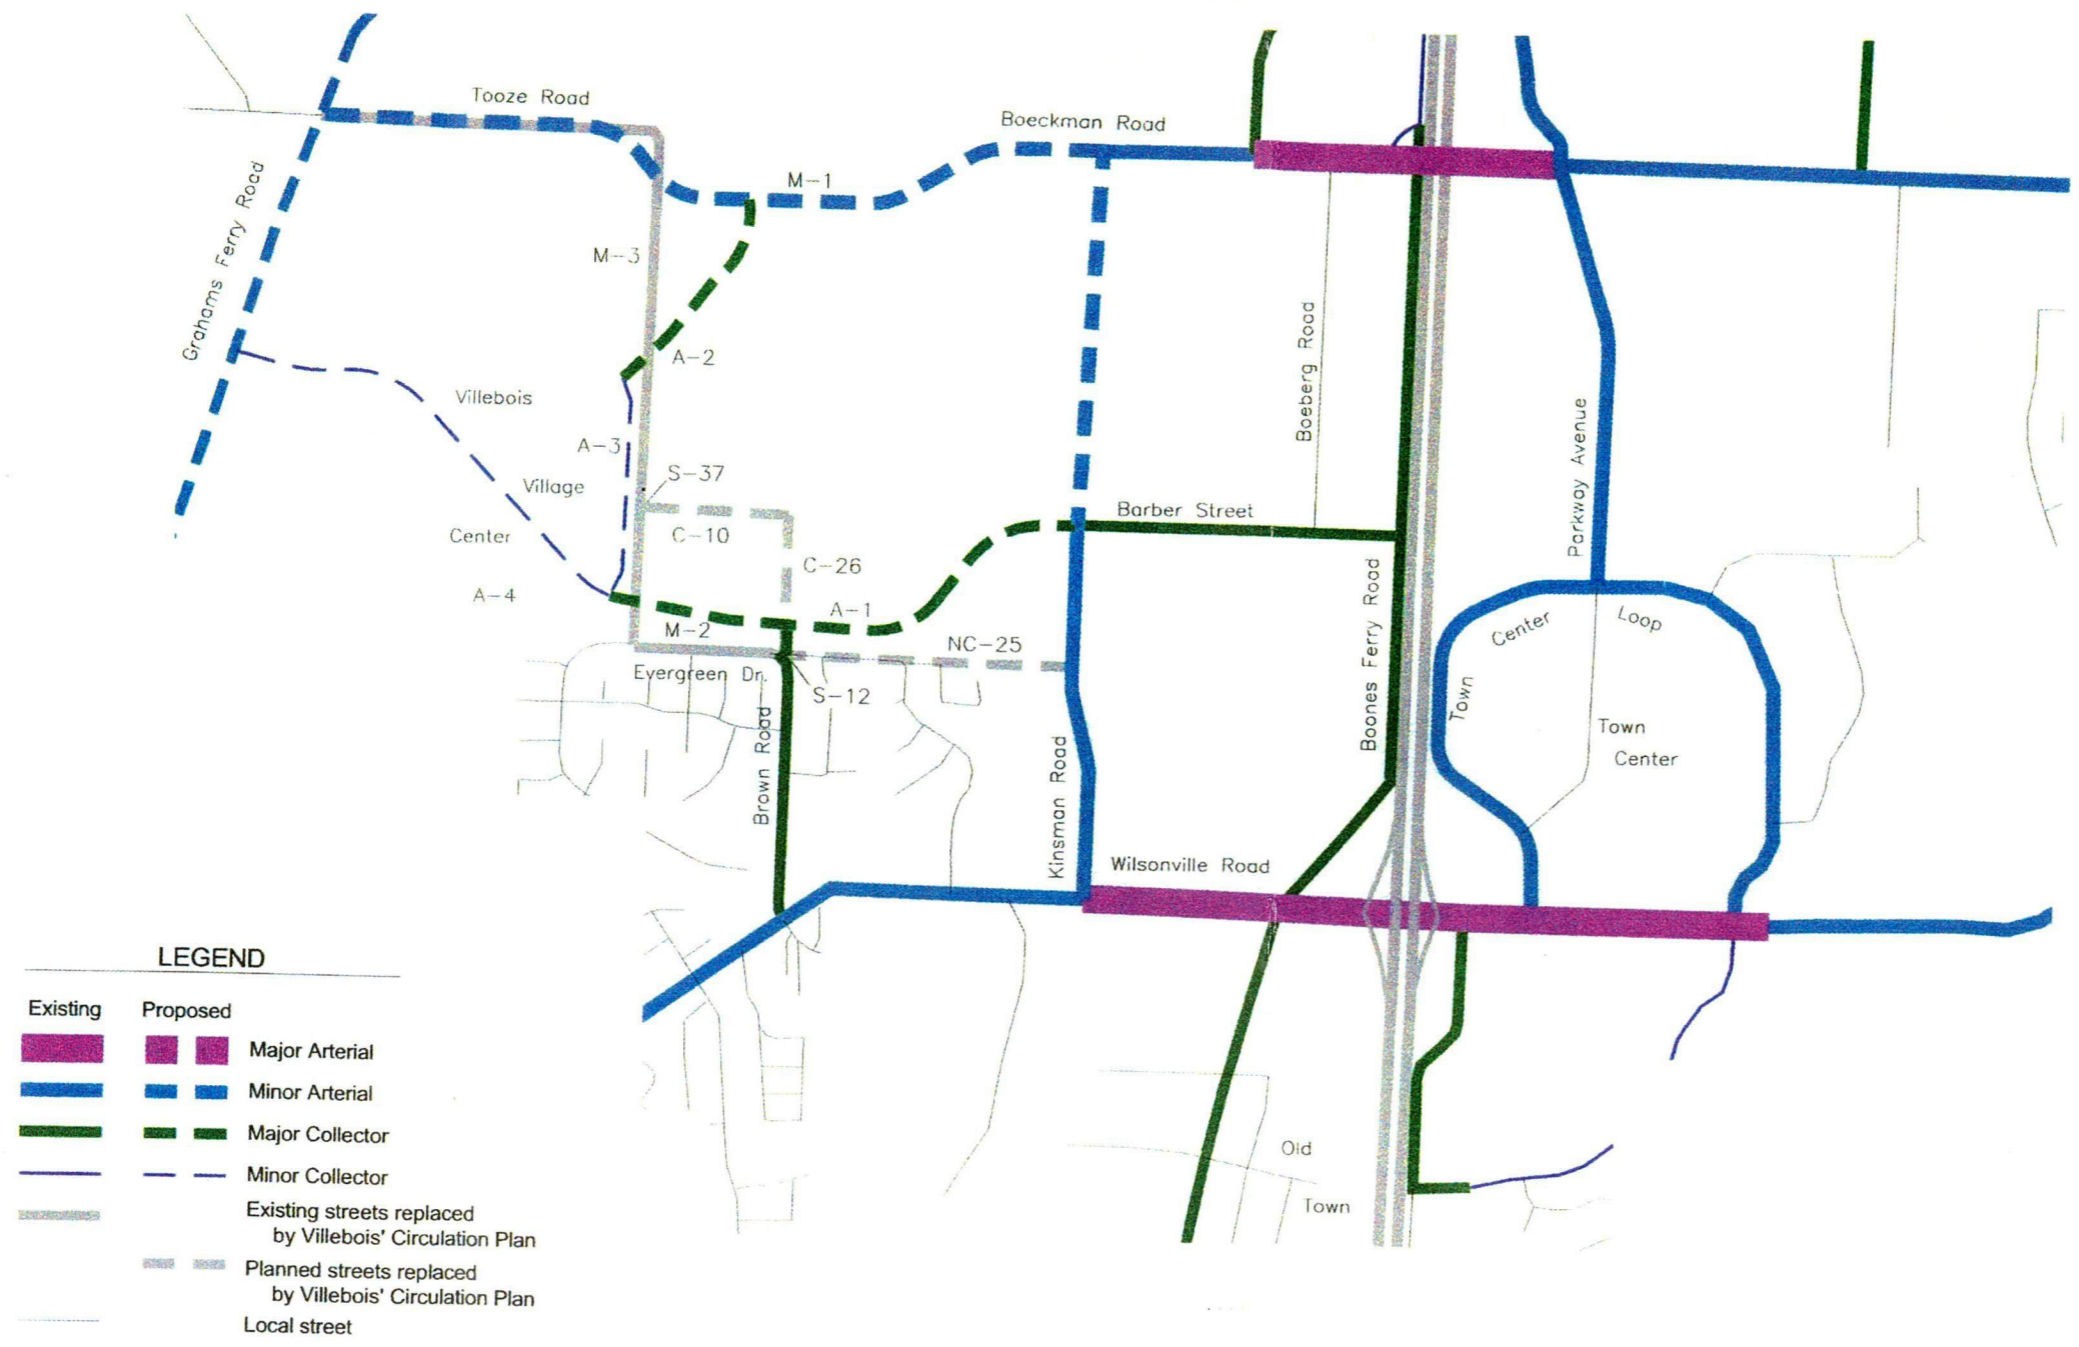 Tooze Road
Boeckman Road
M-1
Grahams Ferry Road
M-3
A-2
Villebois
A-3
S-37
Village
Boeberg Road
Parkway Avenue
Barber Street
C-10
Center
C-26
A-4
A-1
M-2
NC-25
Evergreen Dr.
S-12
Boones Ferry Road
Center
Loop
Town
Town
Center
Brown Road
Kinsman Road
Wilsonville Road
Old
Town
LEGEND
Existing Proposed
Major Arterial
Minor Arterial
Major Collector
Minor Collector
Existing streets replaced
by Villebois' Circulation Plan
Planned streets replaced
by Villebois' Circulation Plan
Local street